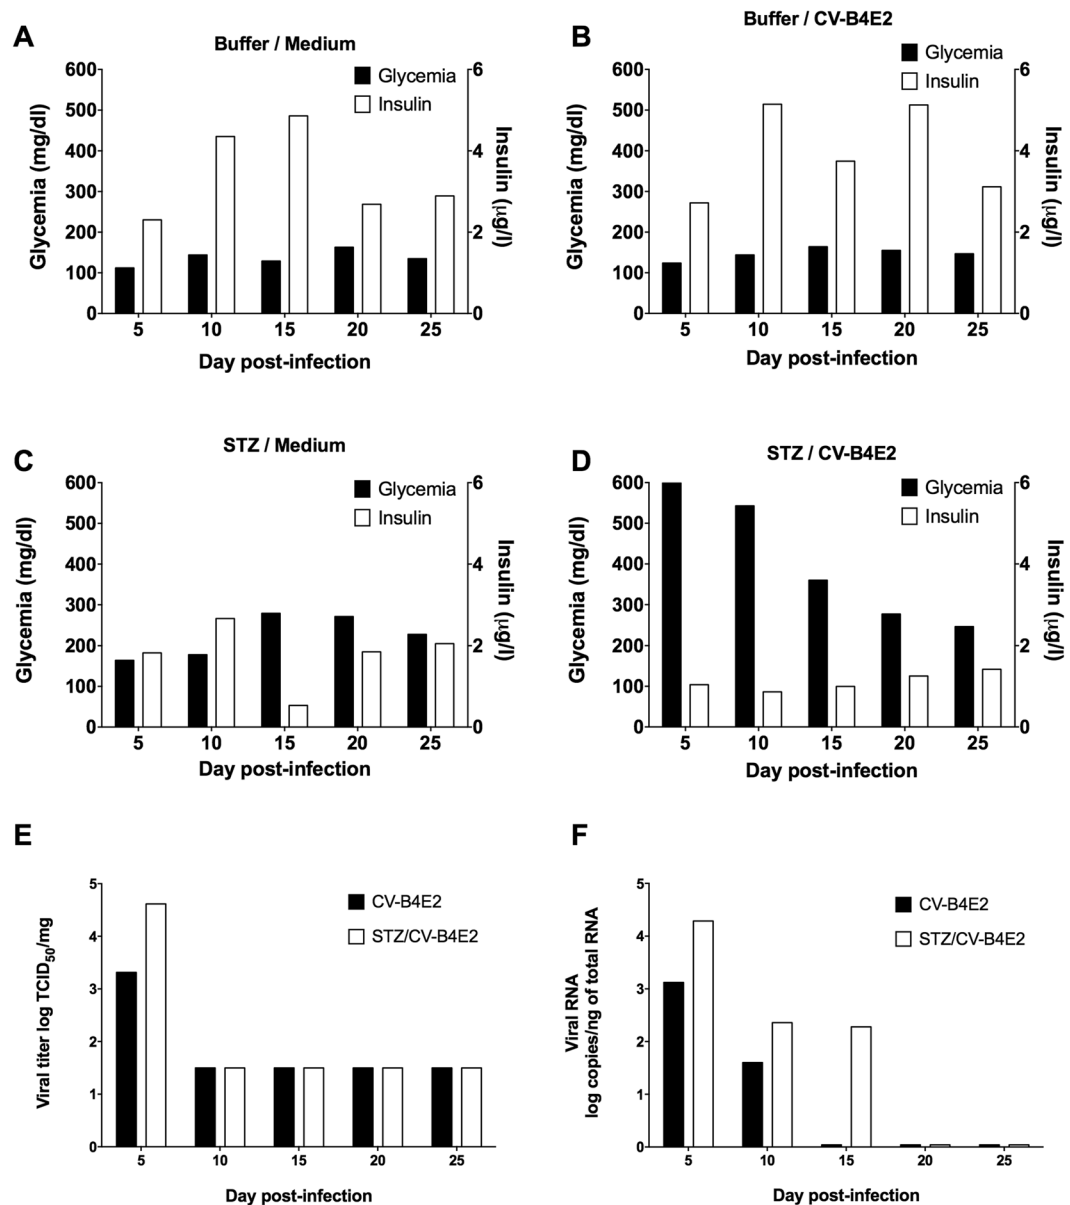 A
Buffer / Medium
Glycemia
Insulin
Glycemia (mg/dl)
600
500
400
300
200
100
0
6
4
2
0
Insulin (μg/l)
5 10 15 20 25
Day post-infection
B
Buffer / CV-B4E2
Glycemia
Insulin
Glycemia (mg/dl)
600
500
400
300
200
100
0
6
4
2
0
Insulin (μg/l)
5 10 15 20 25
Day post-infection
C
STZ / Medium
Glycemia
Insulin
Glycemia (mg/dl)
600
500
400
300
200
100
0
6
4
2
0
Insulin (μg/l)
5 10 15 20 25
Day post-infection
D
STZ / CV-B4E2
Glycemia
Insulin
Glycemia (mg/dl)
600
500
400
300
200
100
0
6
4
2
0
Insulin (μg/l)
5 10 15 20 25
Day post-infection
E
CV-B4E2
STZ/CV-B4E2
Viral titer log TCID50/mg
5
4
3
2
1
0
5 10 15 20 25
Day post-infection
F
CV-B4E2
STZ/CV-B4E2
Viral RNA
log copies/ng of total RNA
5
4
3
2
1
0
5 10 15 20 25
Day post-infection